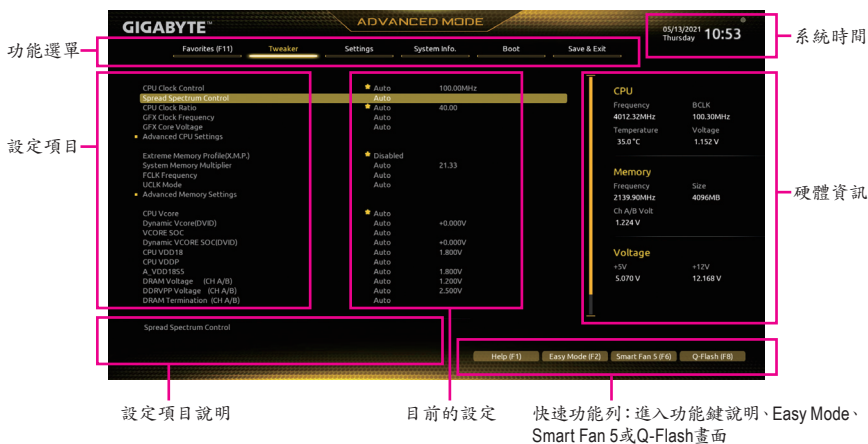 GIGABYTE™
ADVANCED MODE
05/13/2021 Thursday 10:53
系統時間
功能選單
Favorites (F11) Tweaker Settings System Info. Boot Save & Exit
設定項目
CPU Clock Control ★ Auto 100.00MHz
Spread Spectrum Control Auto
CPU Clock Ratio ★ Auto 40.00
GFX Clock Frequency Auto
GFX Core Voltage Auto
▪ Advanced CPU Settings
Extreme Memory Profile(X.M.P.) ★ Disabled
System Memory Multiplier Auto 21.33
FCLK Frequency Auto
UCLK Mode Auto
▪ Advanced Memory Settings
CPU Vcore ★ Auto
Dynamic Vcore(DVID) Auto +0.000V
VCORE SOC Auto
Dynamic VCORE SOC(DVID) Auto +0.000V
CPU VDD18 Auto 1.800V
CPU VDDP Auto
A_VDD18S5 Auto 1.800V
DRAM Voltage (CH A/B) Auto 1.200V
DDRVPP Voltage (CH A/B) Auto 2.500V
DRAM Termination (CH A/B) Auto
CPU
Frequency BCLK
4012.32MHz 100.30MHz
Temperature Voltage
35.0 °C 1.152 V
Memory
Frequency Size
2139.90MHz 4096MB
Ch A/B Volt
1.224 V
Voltage
+5V +12V
5.070 V 12.168 V
硬體資訊
Spread Spectrum Control
Help (F1) Easy Mode (F2) Smart Fan 5 (F6) Q-Flash (F8)
設定項目說明
目前的設定
快速功能列：進入功能鍵說明、Easy Mode、
Smart Fan 5或Q-Flash畫面